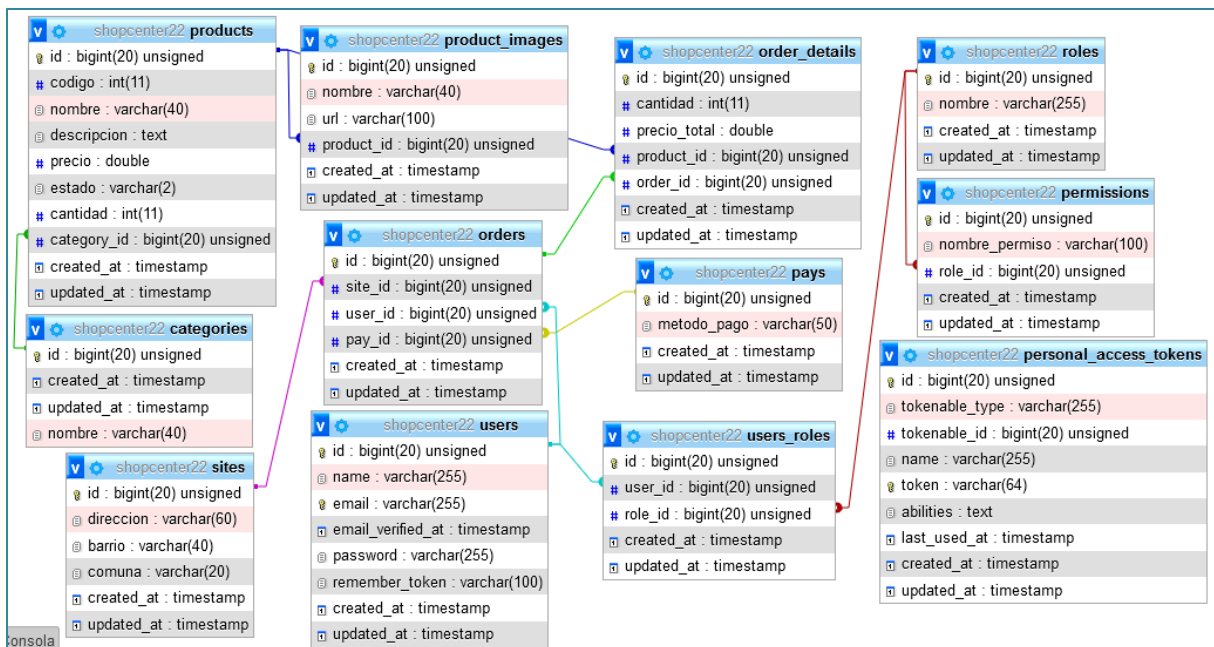 shopcenter22 products
id : bigint(20) unsigned
codigo : int(11)
nombre : varchar(40)
descripcion : text
precio : double
estado : varchar(2)
cantidad : int(11)
category_id : bigint(20) unsigned
created_at : timestamp
updated_at : timestamp
shopcenter22 product_images
id : bigint(20) unsigned
nombre : varchar(40)
url : varchar(100)
product_id : bigint(20) unsigned
created_at : timestamp
updated_at : timestamp
shopcenter22 order_details
id : bigint(20) unsigned
cantidad : int(11)
precio_total : double
product_id : bigint(20) unsigned
order_id : bigint(20) unsigned
created_at : timestamp
updated_at : timestamp
shopcenter22 roles
id : bigint(20) unsigned
nombre : varchar(255)
created_at : timestamp
updated_at : timestamp
shopcenter22 permissions
id : bigint(20) unsigned
nombre_permiso : varchar(100)
role_id : bigint(20) unsigned
created_at : timestamp
updated_at : timestamp
shopcenter22 orders
id : bigint(20) unsigned
site_id : bigint(20) unsigned
user_id : bigint(20) unsigned
pay_id : bigint(20) unsigned
created_at : timestamp
updated_at : timestamp
shopcenter22 pays
id : bigint(20) unsigned
metodo_pago : varchar(50)
created_at : timestamp
updated_at : timestamp
shopcenter22 categories
id : bigint(20) unsigned
created_at : timestamp
updated_at : timestamp
nombre : varchar(40)
shopcenter22 personal_access_tokens
id : bigint(20) unsigned
tokenable_type : varchar(255)
tokenable_id : bigint(20) unsigned
name : varchar(255)
token : varchar(64)
abilities : text
last_used_at : timestamp
created_at : timestamp
updated_at : timestamp
shopcenter22 users
id : bigint(20) unsigned
name : varchar(255)
email : varchar(255)
email_verified_at : timestamp
password : varchar(255)
remember_token : varchar(100)
created_at : timestamp
updated_at : timestamp
shopcenter22 users_roles
id : bigint(20) unsigned
user_id : bigint(20) unsigned
role_id : bigint(20) unsigned
created_at : timestamp
updated_at : timestamp
shopcenter22 sites
id : bigint(20) unsigned
direccion : varchar(60)
barrio : varchar(40)
comuna : varchar(20)
created_at : timestamp
updated_at : timestamp
Consola